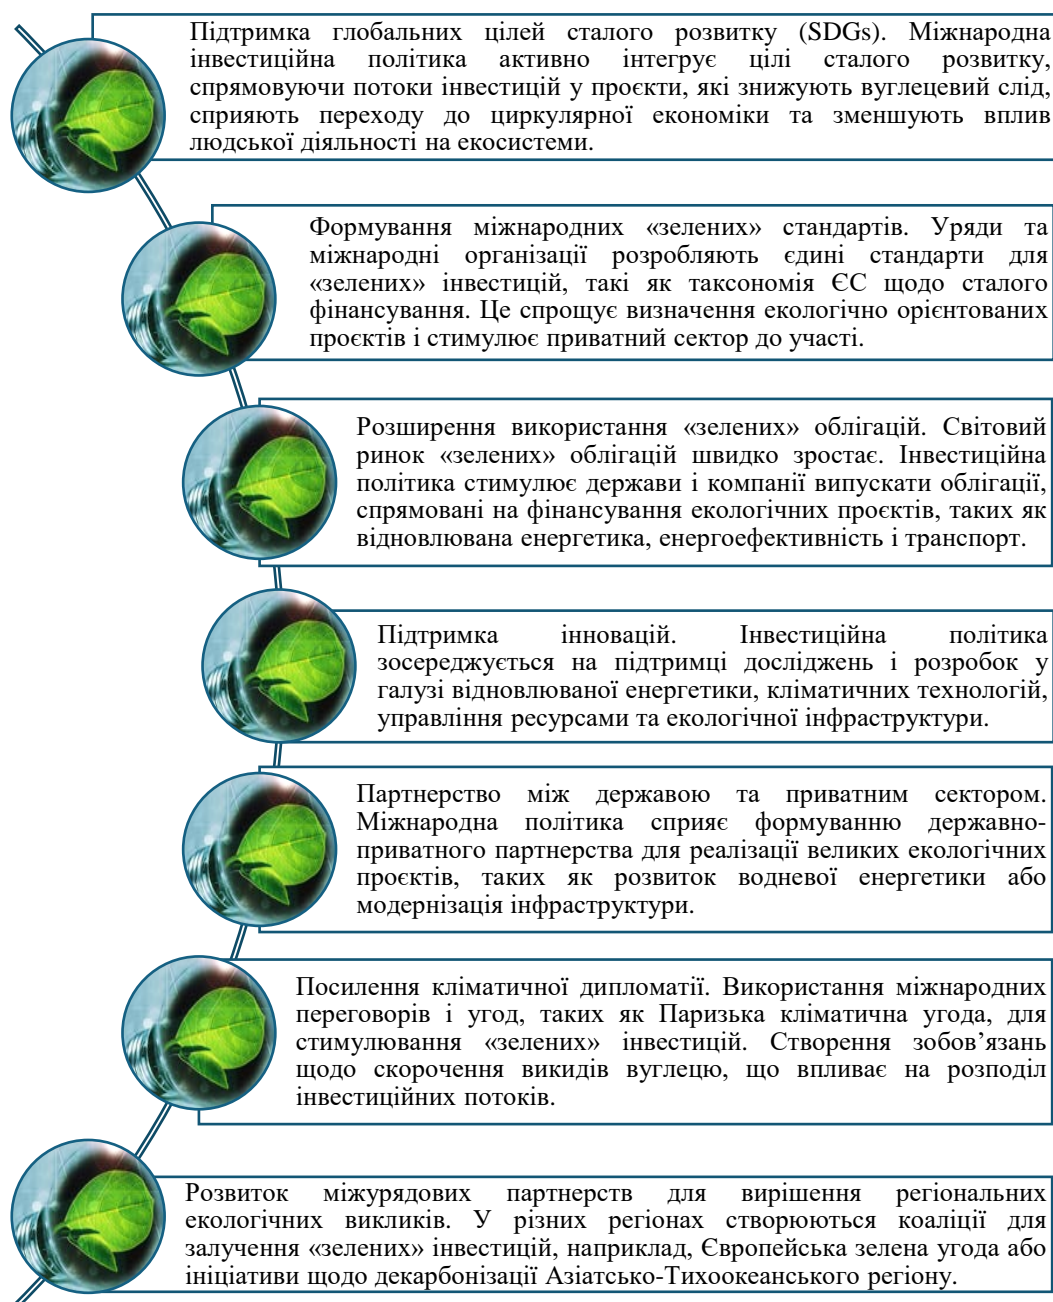 Підтримка глобальних цілей сталого розвитку (SDGs). Міжнародна
інвестиційна політика активно інтегрує цілі сталого розвитку,
спрямовуючи потоки інвестицій у проєкти, які знижують вуглецевий слід,
сприяють переходу до циркулярної економіки та зменшують вплив
людської діяльності на екосистеми.
Формування міжнародних «зелених» стандартів. Уряди та
міжнародні організації розробляють єдині стандарти для
«зелених» інвестицій, такі як таксономія ЄС щодо сталого
фінансування. Це спрощує визначення екологічно орієнтованих
проєктів і стимулює приватний сектор до участі.
Розширення використання «зелених» облігацій. Світовий
ринок «зелених» облігацій швидко зростає. Інвестиційна
політика стимулює держави і компанії випускати облігації,
спрямовані на фінансування екологічних проєктів, таких як
відновлювана енергетика, енергоефективність і транспорт.
Підтримка інновацій. Інвестиційна політика
зосереджується на підтримці досліджень і розробок у
галузі відновлюваної енергетики, кліматичних технологій,
управління ресурсами та екологічної інфраструктури.
Партнерство між державою та приватним сектором.
Міжнародна політика сприяє формуванню державно-
приватного партнерства для реалізації великих екологічних
проєктів, таких як розвиток водневої енергетики або
модернізація інфраструктури.
Посилення кліматичної дипломатії. Використання міжнародних
переговорів і угод, таких як Паризька кліматична угода, для
стимулювання «зелених» інвестицій. Створення зобов’язань
щодо скорочення викидів вуглецю, що впливає на розподіл
інвестиційних потоків.
Розвиток міжурядових партнерств для вирішення регіональних
екологічних викликів. У різних регіонах створюються коаліції для
залучення «зелених» інвестицій, наприклад, Європейська зелена угода або
ініціативи щодо декарбонізації Азіатсько-Тихоокеанського регіону.